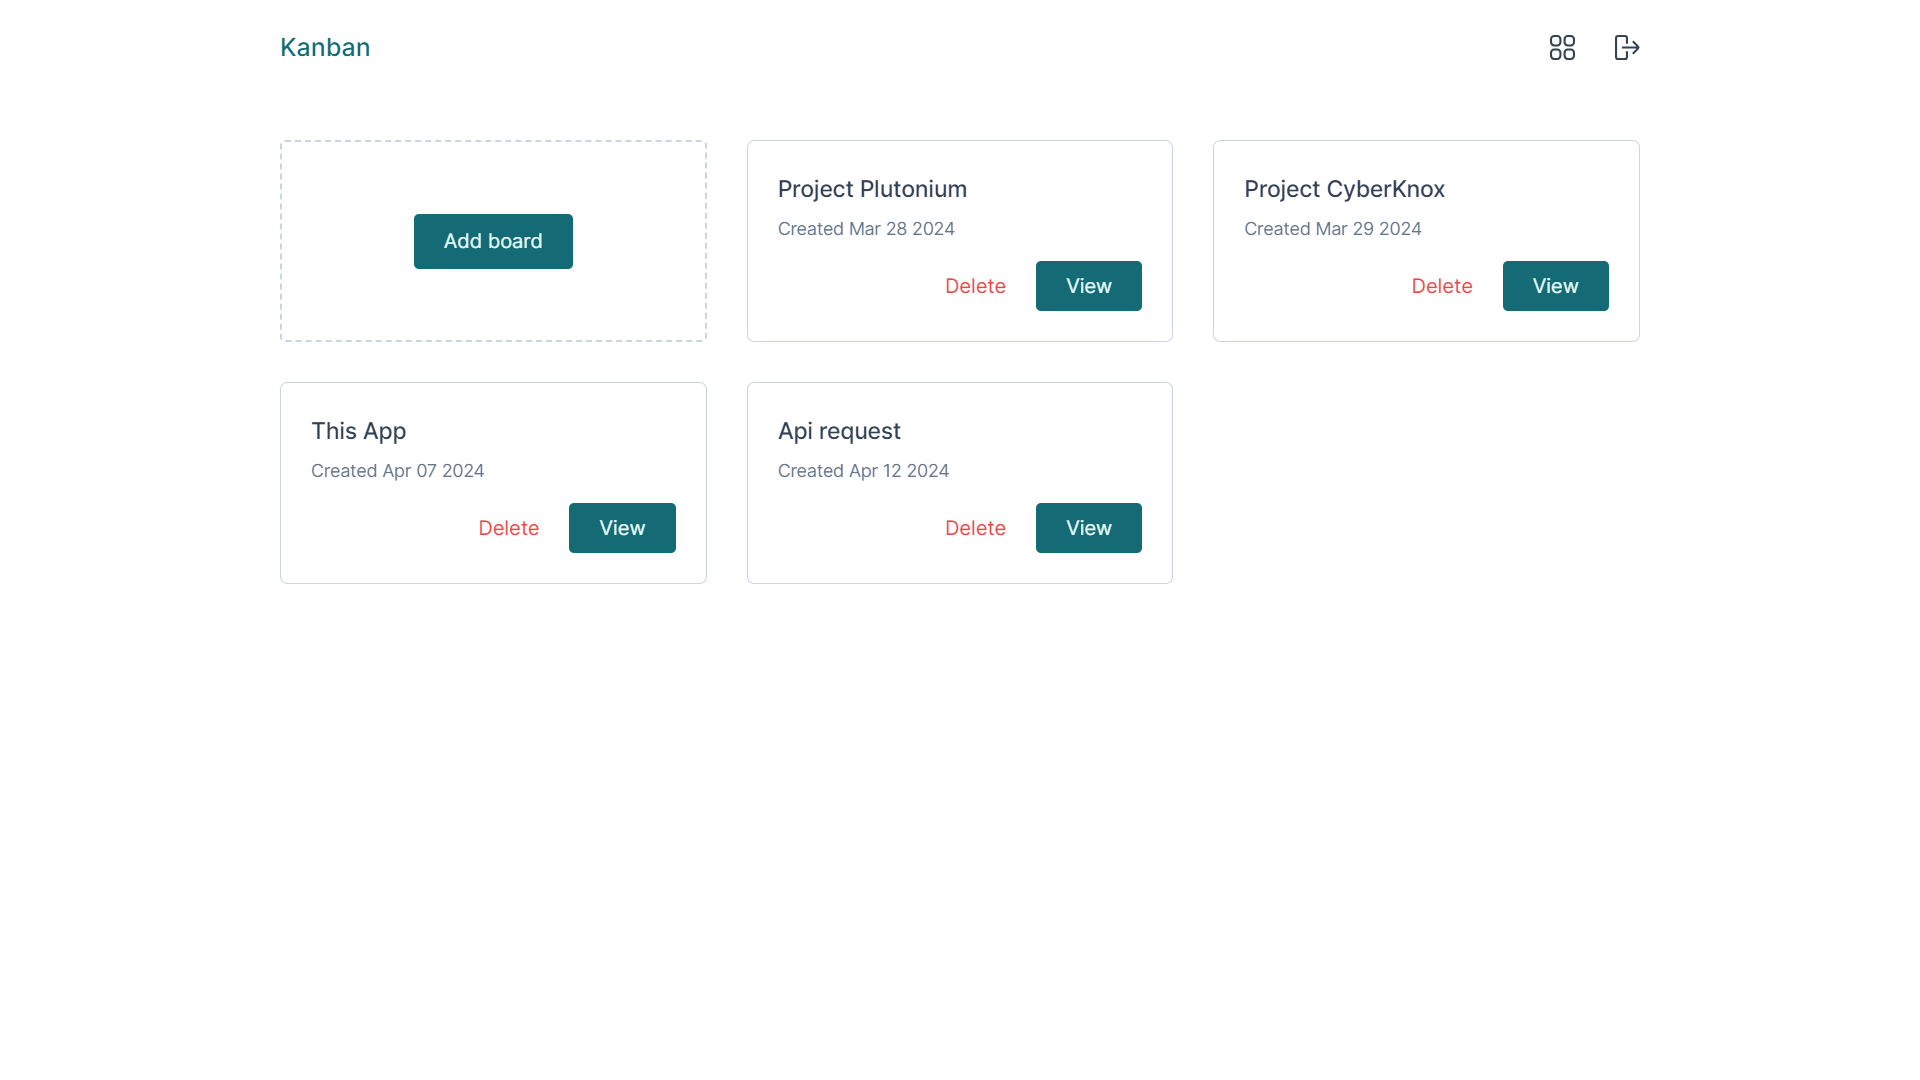 Kanban
Add board
Project Plutonium
Created Mar 28 2024
Delete
View
Project CyberKnox
Created Mar 29 2024
Delete
View
This App
Created Apr 07 2024
Delete
View
Api request
Created Apr 12 2024
Delete
View